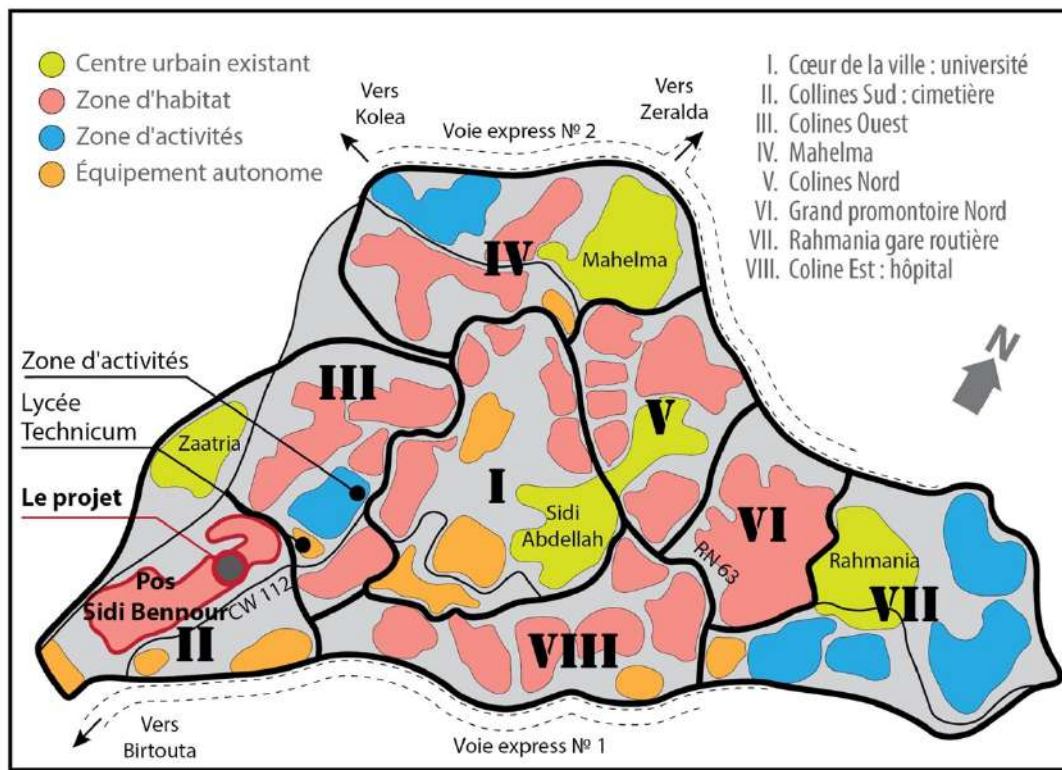 Centre urbain existant
Zone d'habitat
Zone d'activités
Équipement autonome
Vers
Kolea
Voie express Nº 2
Vers
Zeralda
I. Cœur de la ville : université
II. Collines Sud : cimetière
III. Colines Ouest
IV. Mahelma
V. Colines Nord
VI. Grand promontoire Nord
VII. Rahmania gare routière
VIII. Coline Est : hôpital
N
IV
Mahelma
Zone d'activités
Lycée
Technicum
Le projet
III
Zaatria
V
I
Sidi
Abdellah
VI
RN 63
Rahmania
VII
Pos
Sidi Bennour
CW 112
II
VIII
Vers
Birtouta
Voie express Nº 1